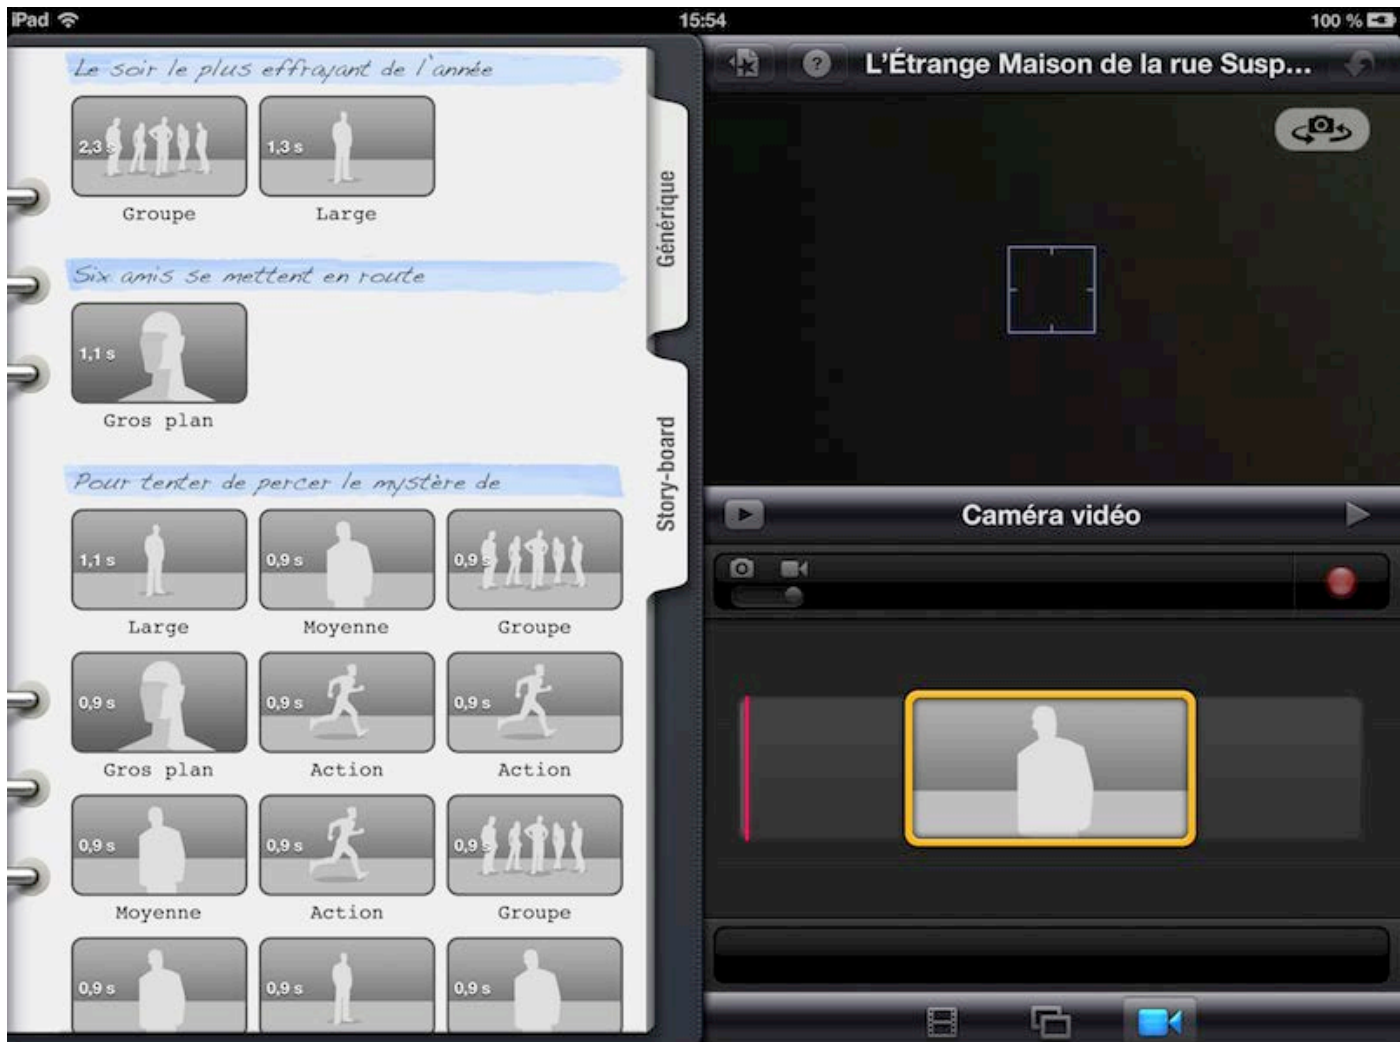 iPad 15:54 100 %
Le soir le plus effrayant de l'année
2,3 s 1,3 s
Groupe Large
Six amis se mettent en route
1,1 s
Gros plan
Pour tenter de percer le mystère de
1,1 s 0,9 s 0,9 s
Large Moyenne Groupe
0,9 s 0,9 s 0,9 s
Gros plan Action Action
0,9 s 0,9 s 0,9 s
Moyenne Action Groupe
0,9 s 0,9 s 0,9 s
Générique
Story-board
? L'Étrange Maison de la rue Susp...
Caméra vidéo